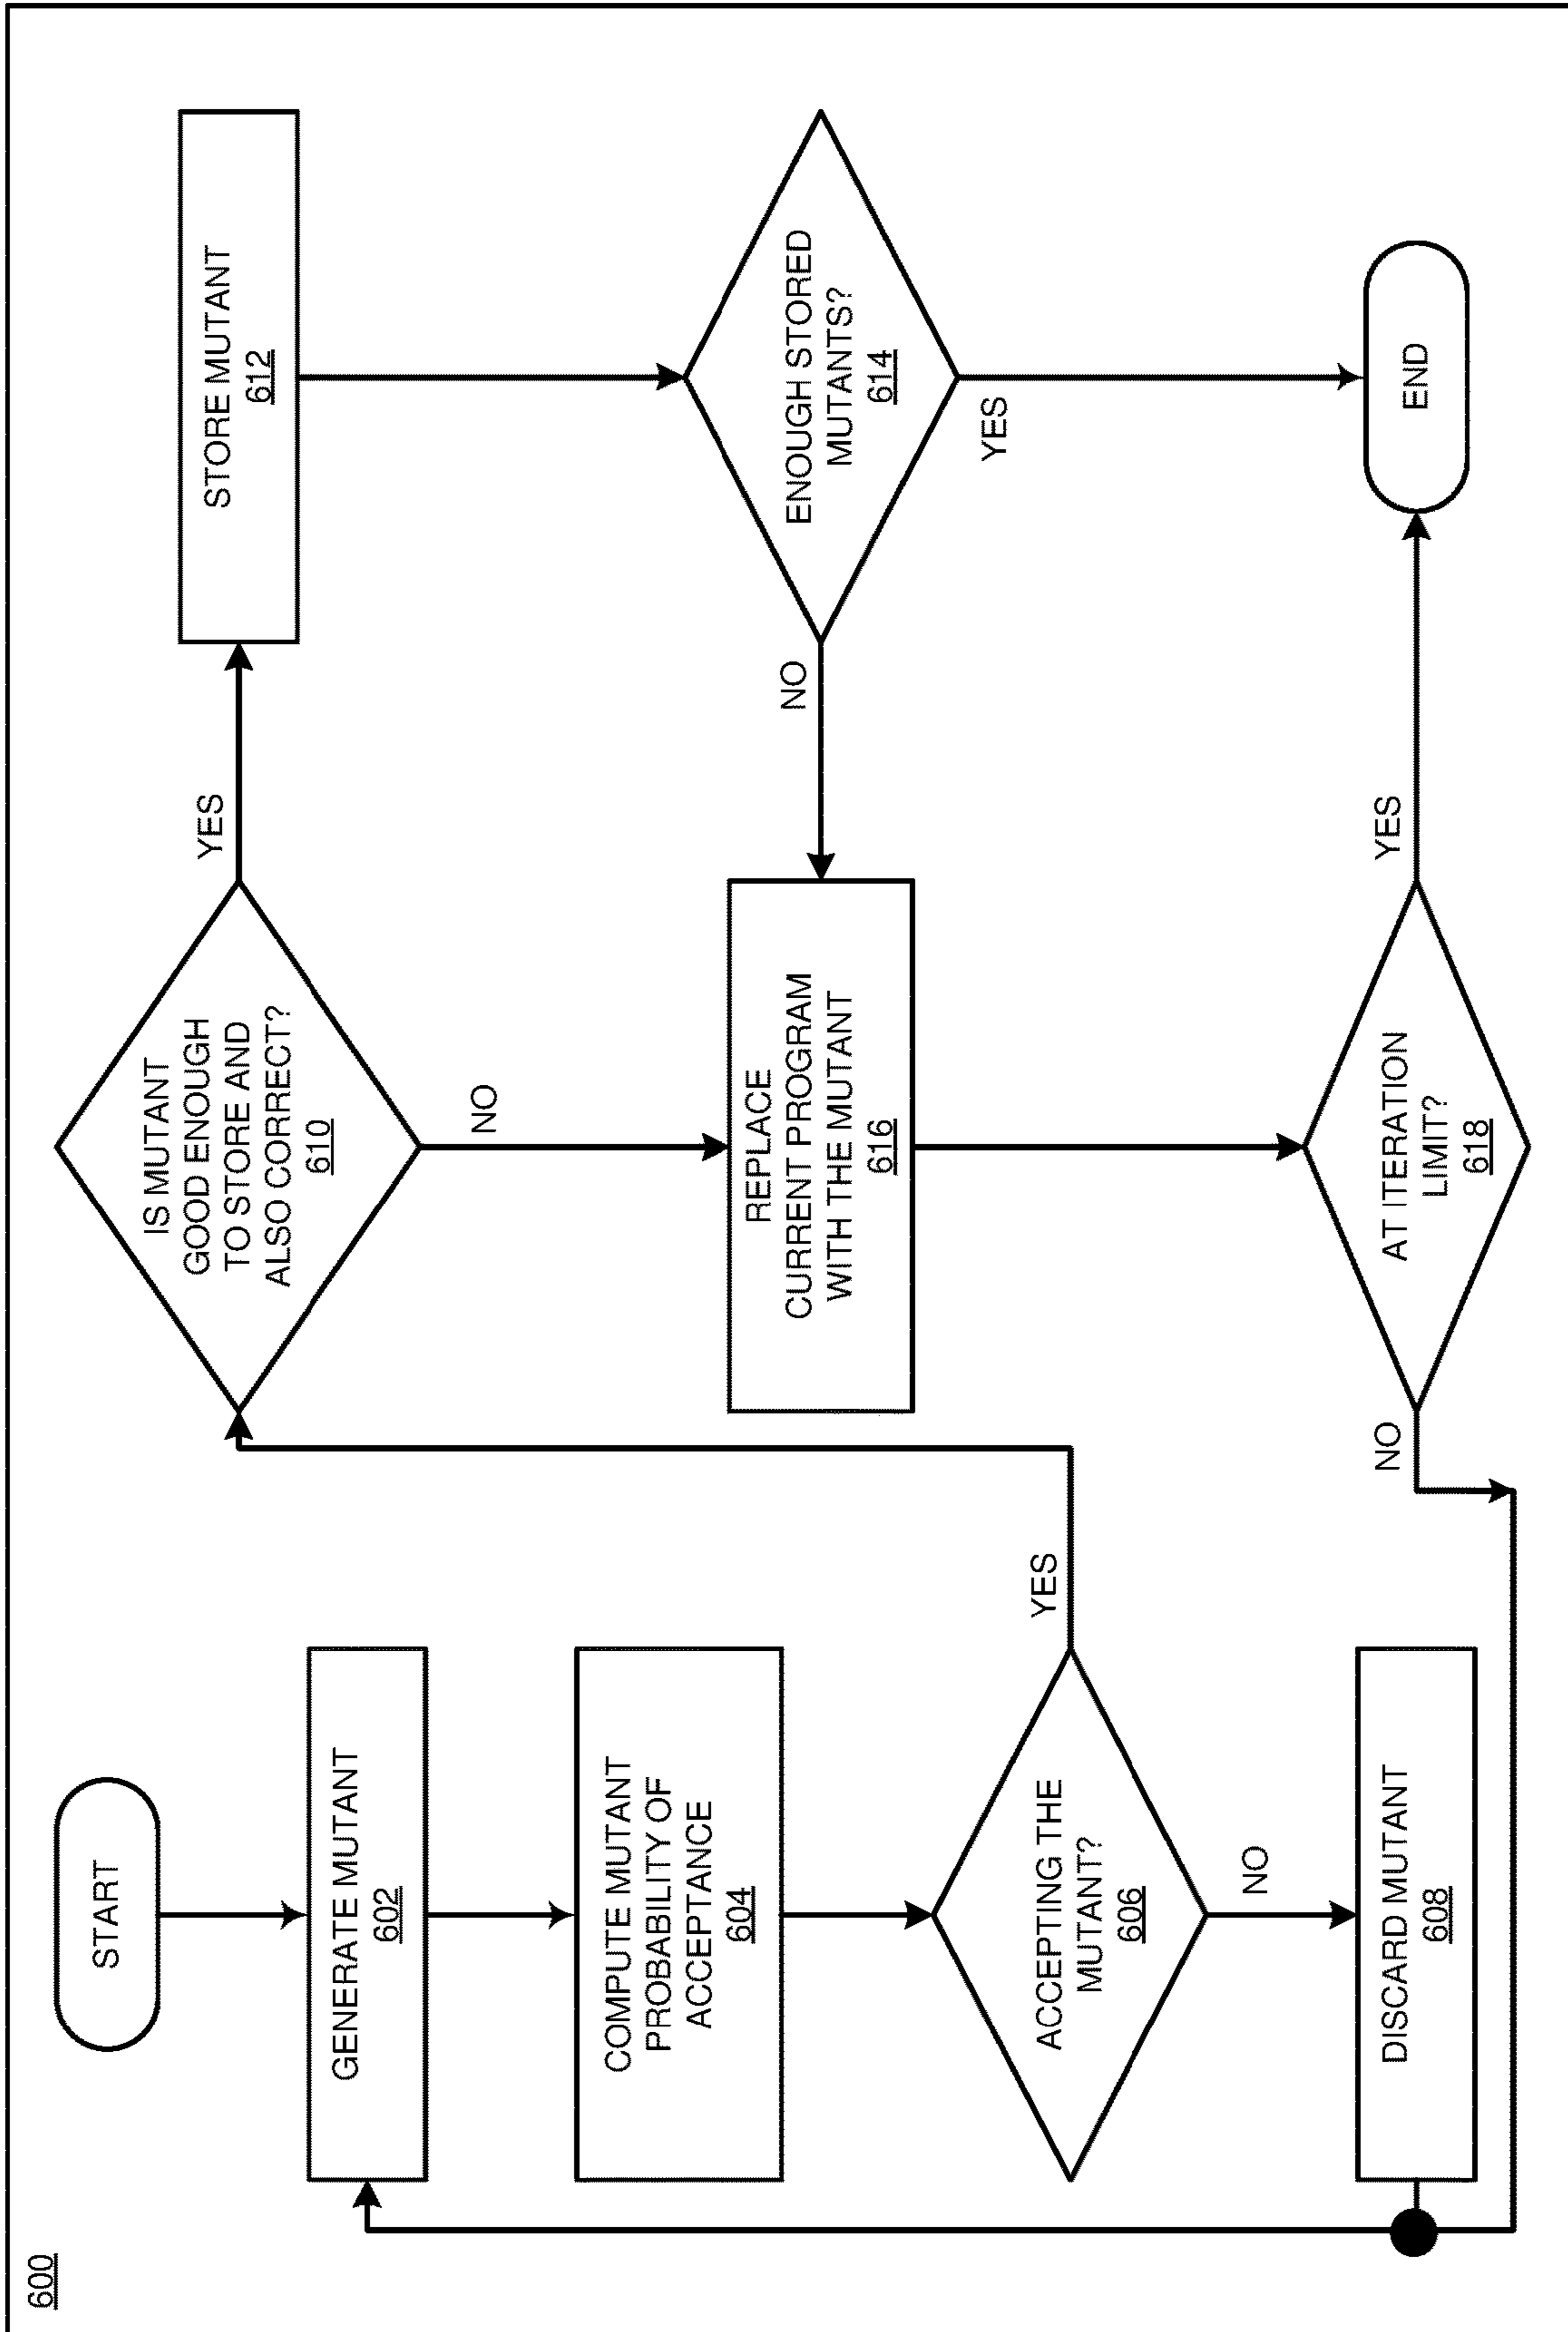 600
START
GENERATE MUTANT
602
COMPUTE MUTANT
PROBABILITY OF
ACCEPTANCE
604
ACCEPTING THE
MUTANT?
606
YES
NO
DISCARD MUTANT
608
IS MUTANT
GOOD ENOUGH
TO STORE AND
ALSO CORRECT?
610
YES
NO
STORE MUTANT
612
ENOUGH STORED
MUTANTS?
614
NO
YES
REPLACE
CURRENT PROGRAM
WITH THE MUTANT
616
AT ITERATION
LIMIT?
618
NO
YES
END